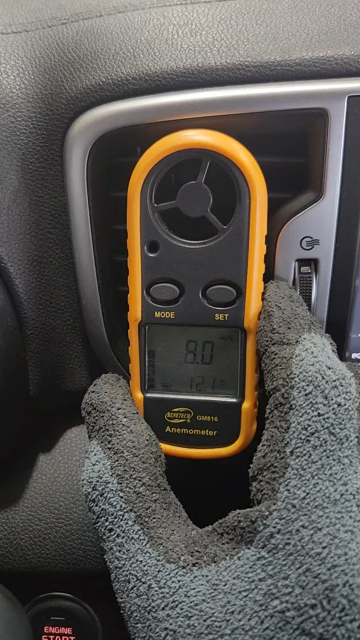 MODE SET
8.0
12.1
BENETECH
GM816
Anemometer
ENGINE
START